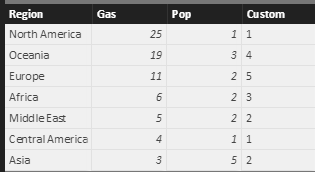 Region Gas Pop Custom
North America 25 1 1
Oceania 19 3 4
Europe 11 2 5
Africa 6 2 3
Middle East 5 2 2
Central America 4 1 1
Asia 3 5 2